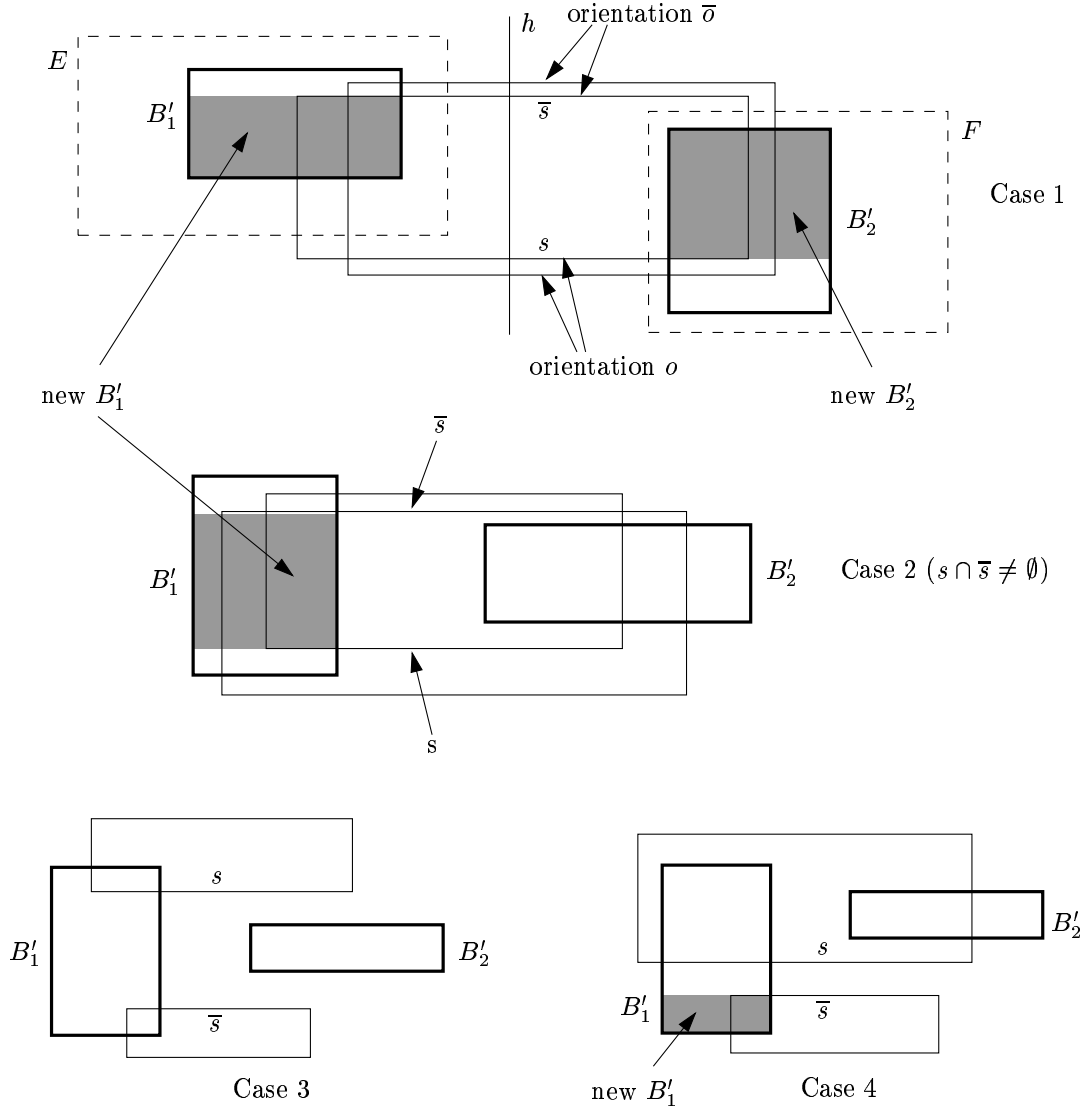 orientation o̅
h
E
B′₁
s̅
F
Case 1
B′₂
s
orientation o
new B′₁
new B′₂
s̅
B′₁
B′₂
Case 2 (s ∩ s̅ ≠ ∅)
s
s
B′₁
B′₂
s̅
Case 3
s
B′₂
B′₁
s̅
new B′₁
Case 4